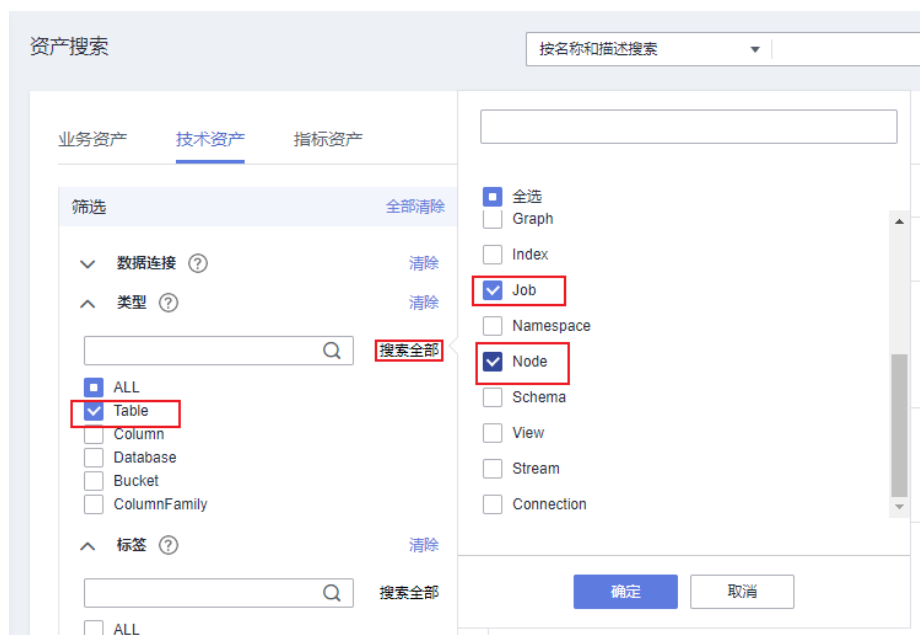 资产搜索
按名称和描述搜索
业务资产 技术资产 指标资产
筛选 全部清除
数据连接 ? 清除
类型 ? 清除
搜索全部
ALL
Table
Column
Database
Bucket
ColumnFamily
标签 ? 清除
搜索全部
ALL
全选
Graph
Index
Job
Namespace
Node
Schema
View
Stream
Connection
确定 取消